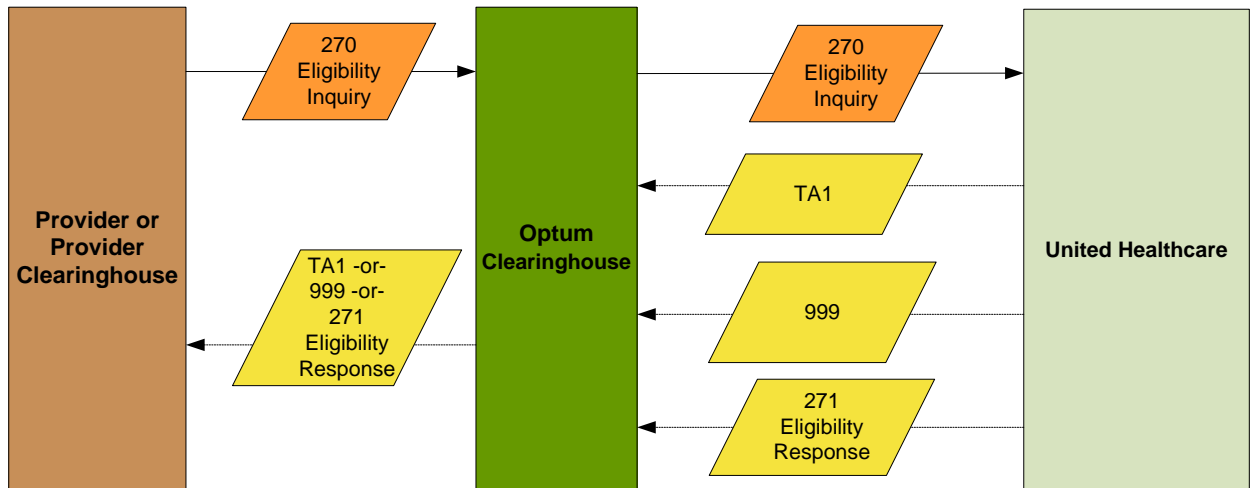 270
Eligibility
Inquiry
270
Eligibility
Inquiry
TA1
Provider or
Provider
Clearinghouse
Optum
Clearinghouse
United Healthcare
TA1 -or-
999 -or-
271
Eligibility
Response
999
271
Eligibility
Response